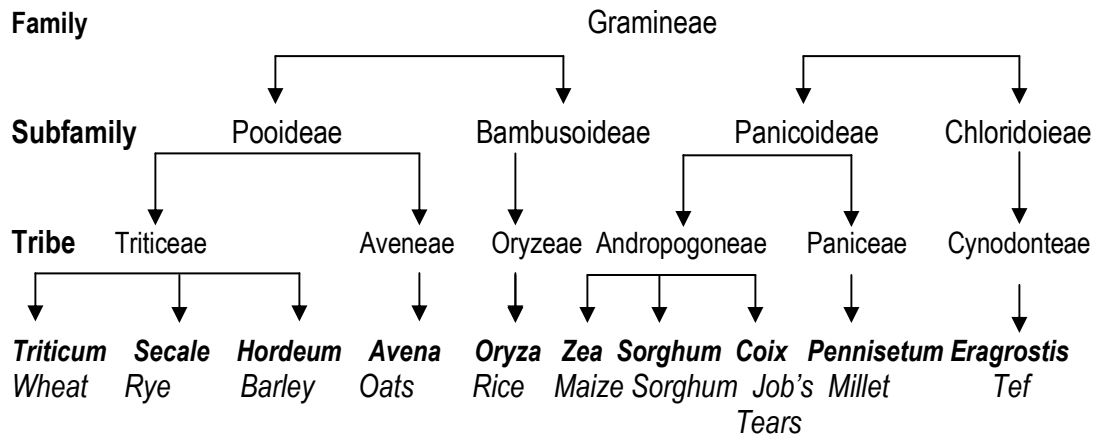 Family Gramineae
Subfamily Pooideae Bambusoideae Panicoideae Chloridoieae
Tribe Triticeae Aveneae Oryzeae Andropogoneae Paniceae Cynodonteae
Triticum Secale Hordeum Avena Oryza Zea Sorghum Coix Pennisetum Eragrostis
Wheat Rye Barley Oats Rice Maize Sorghum Job's Millet Tef
Tears